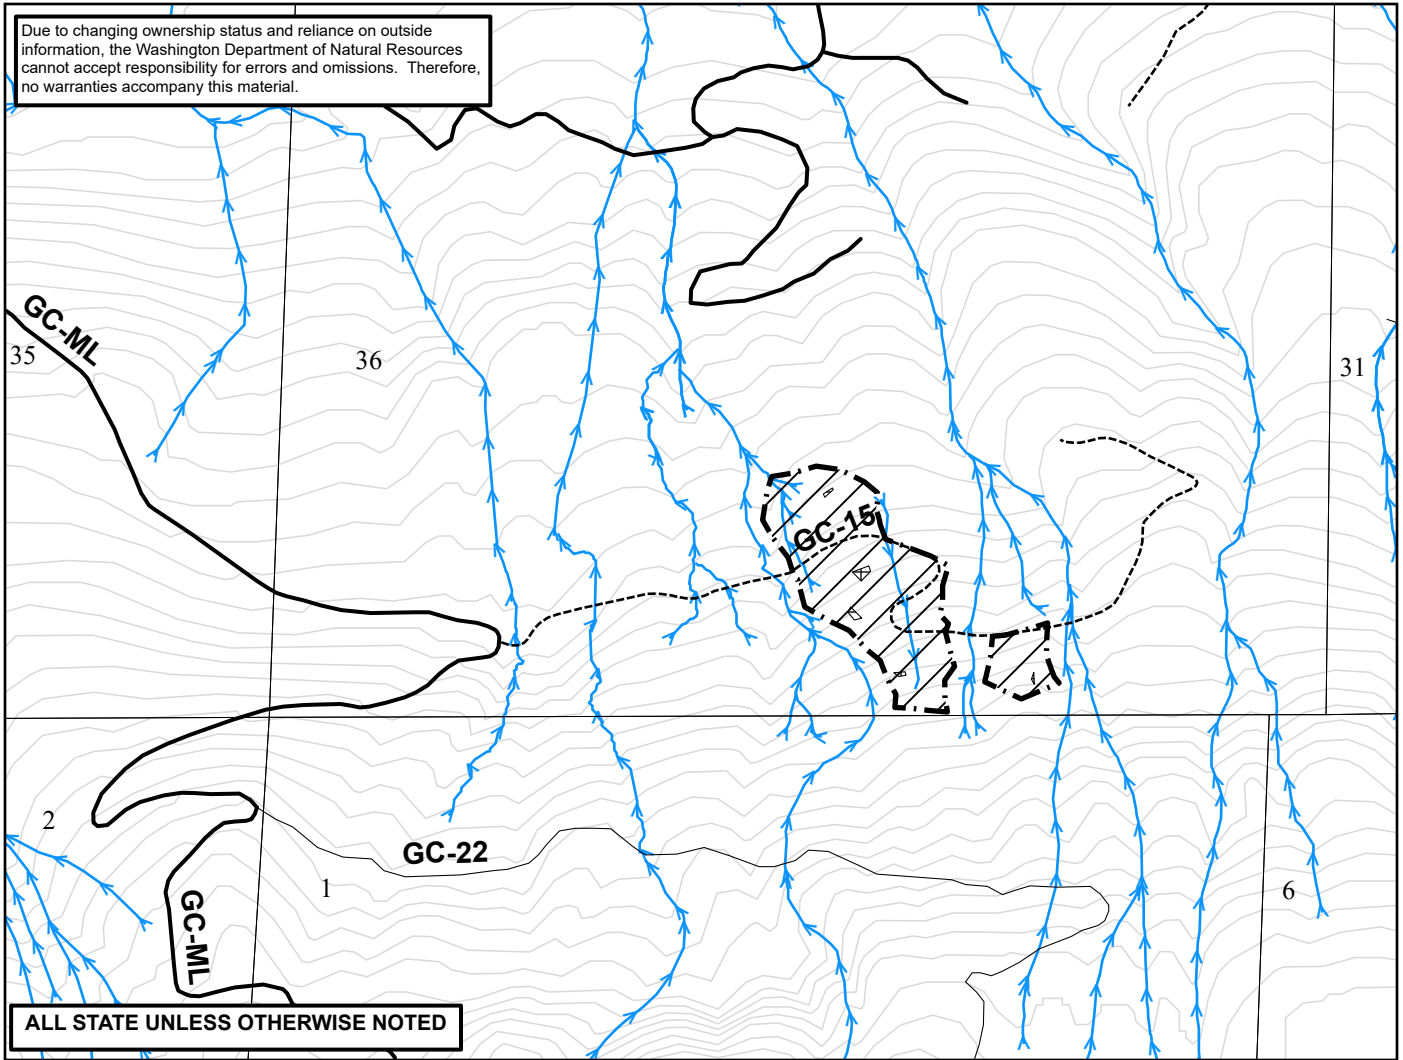 Due to changing ownership status and reliance on outside
information, the Washington Department of Natural Resources
cannot accept responsibility for errors and omissions.  Therefore,
no warranties accompany this material.
GC-ML
35
36
31
GC-15
2
GC-22
1
6
GC-ML
ALL STATE UNLESS OTHERWISE NOTED